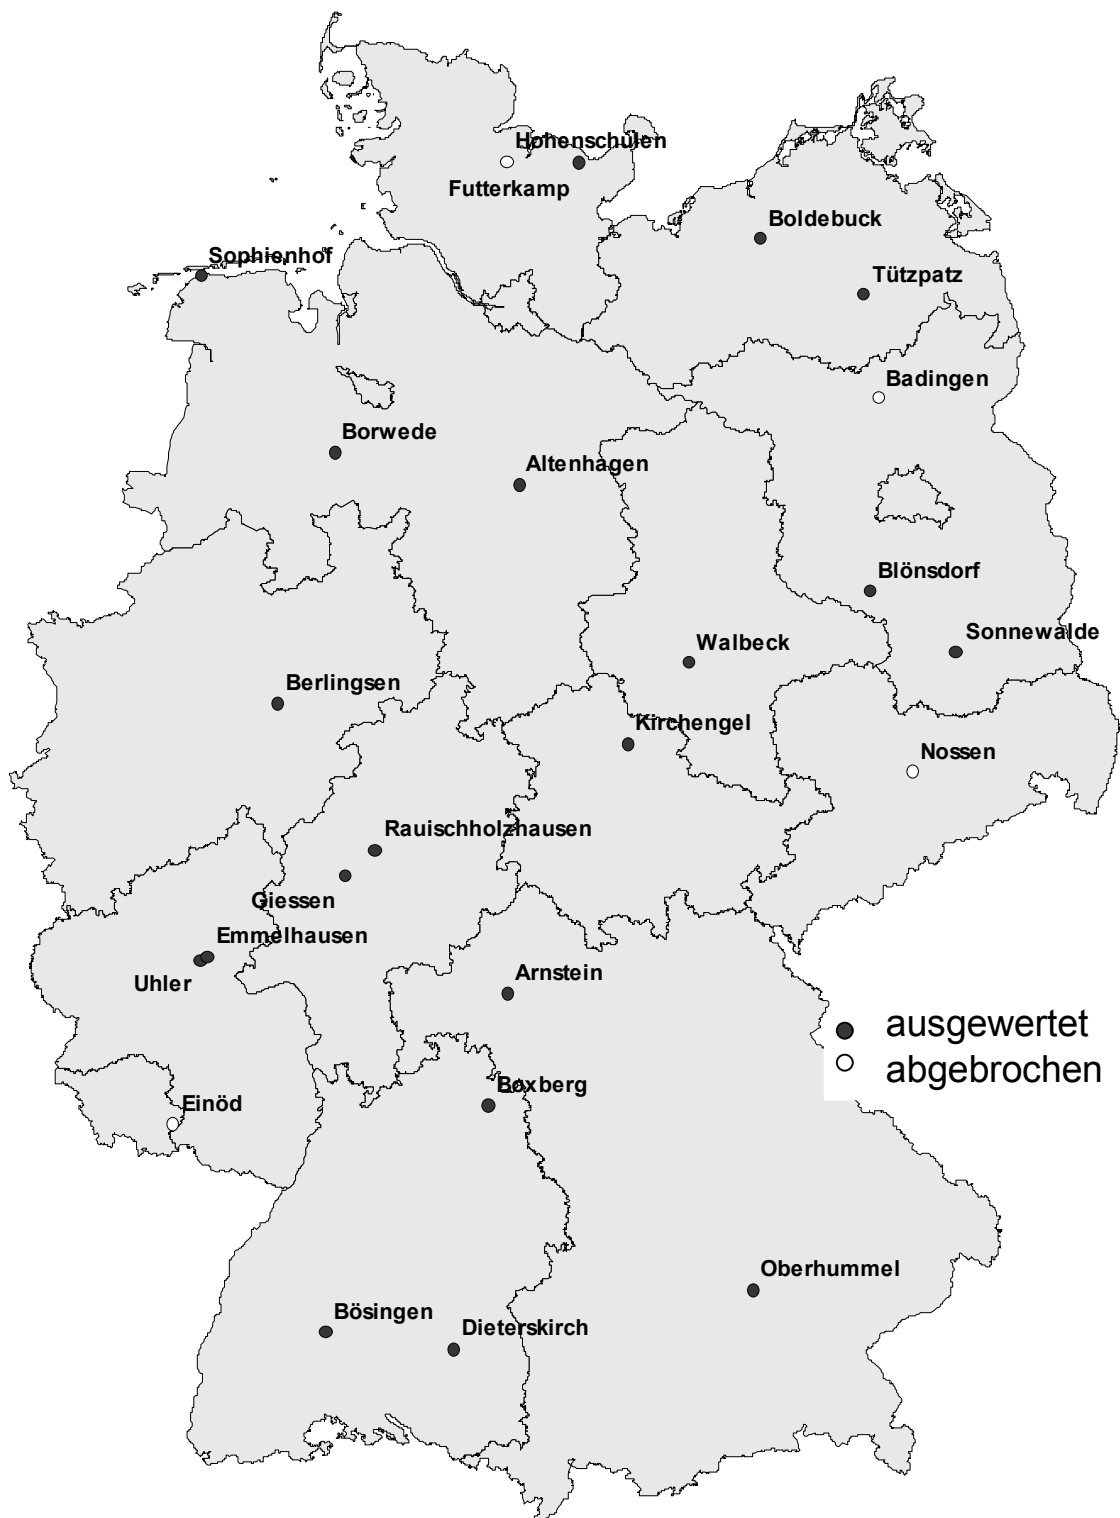 Hohenschülen
Futterkamp
Boldebuck
Sophienhof
Tützpatz
Badingen
Borwede
Altenhagen
Blönsdorf
Sonnewalde
Walbeck
Berlingsen
Kirchengel
Nossen
Rauischholzhausen
Giessen
Emmelhausen
Uhler
Arnstein
ausgewertet
abgebrochen
Boxberg
Einöd
Oberhummel
Bösingen
Dieterskirch